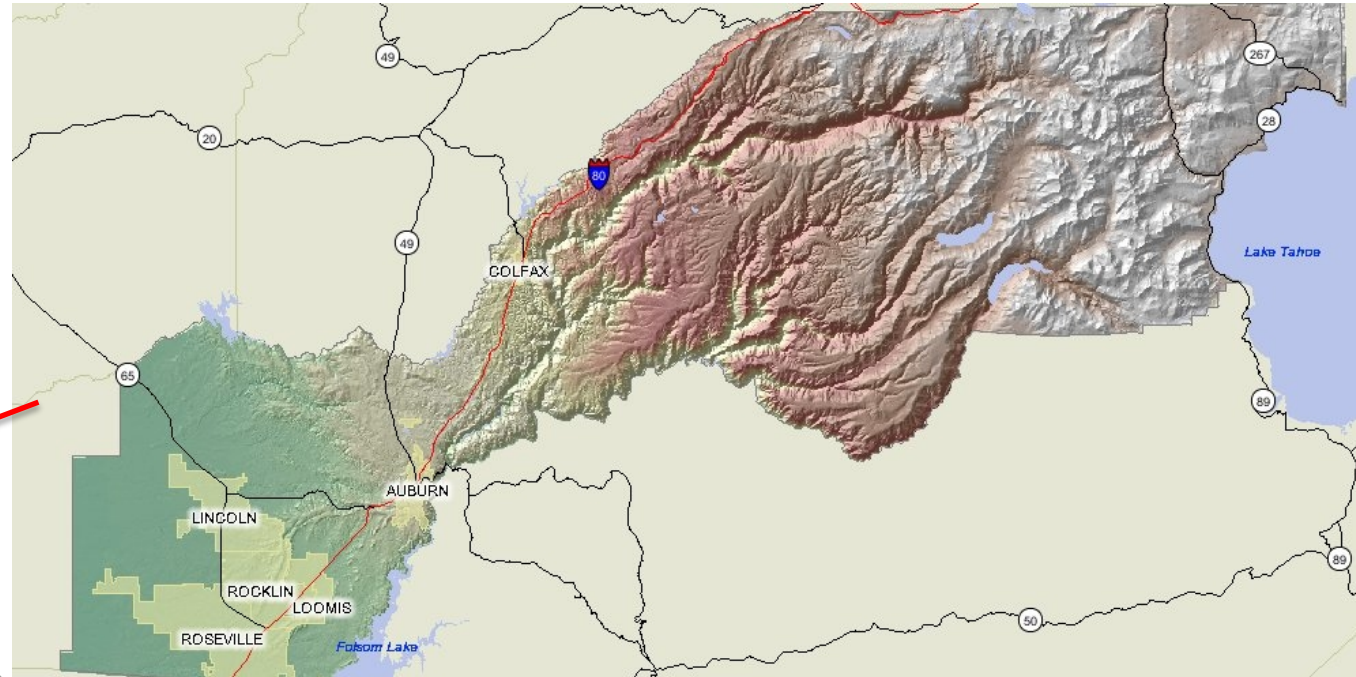 49
267
20
28
80
49
Lake Tahoe
COLFAX
65
89
AUBURN
LINCOLN
89
ROCKLIN
LOOMIS
50
ROSEVILLE
Folsom Lake